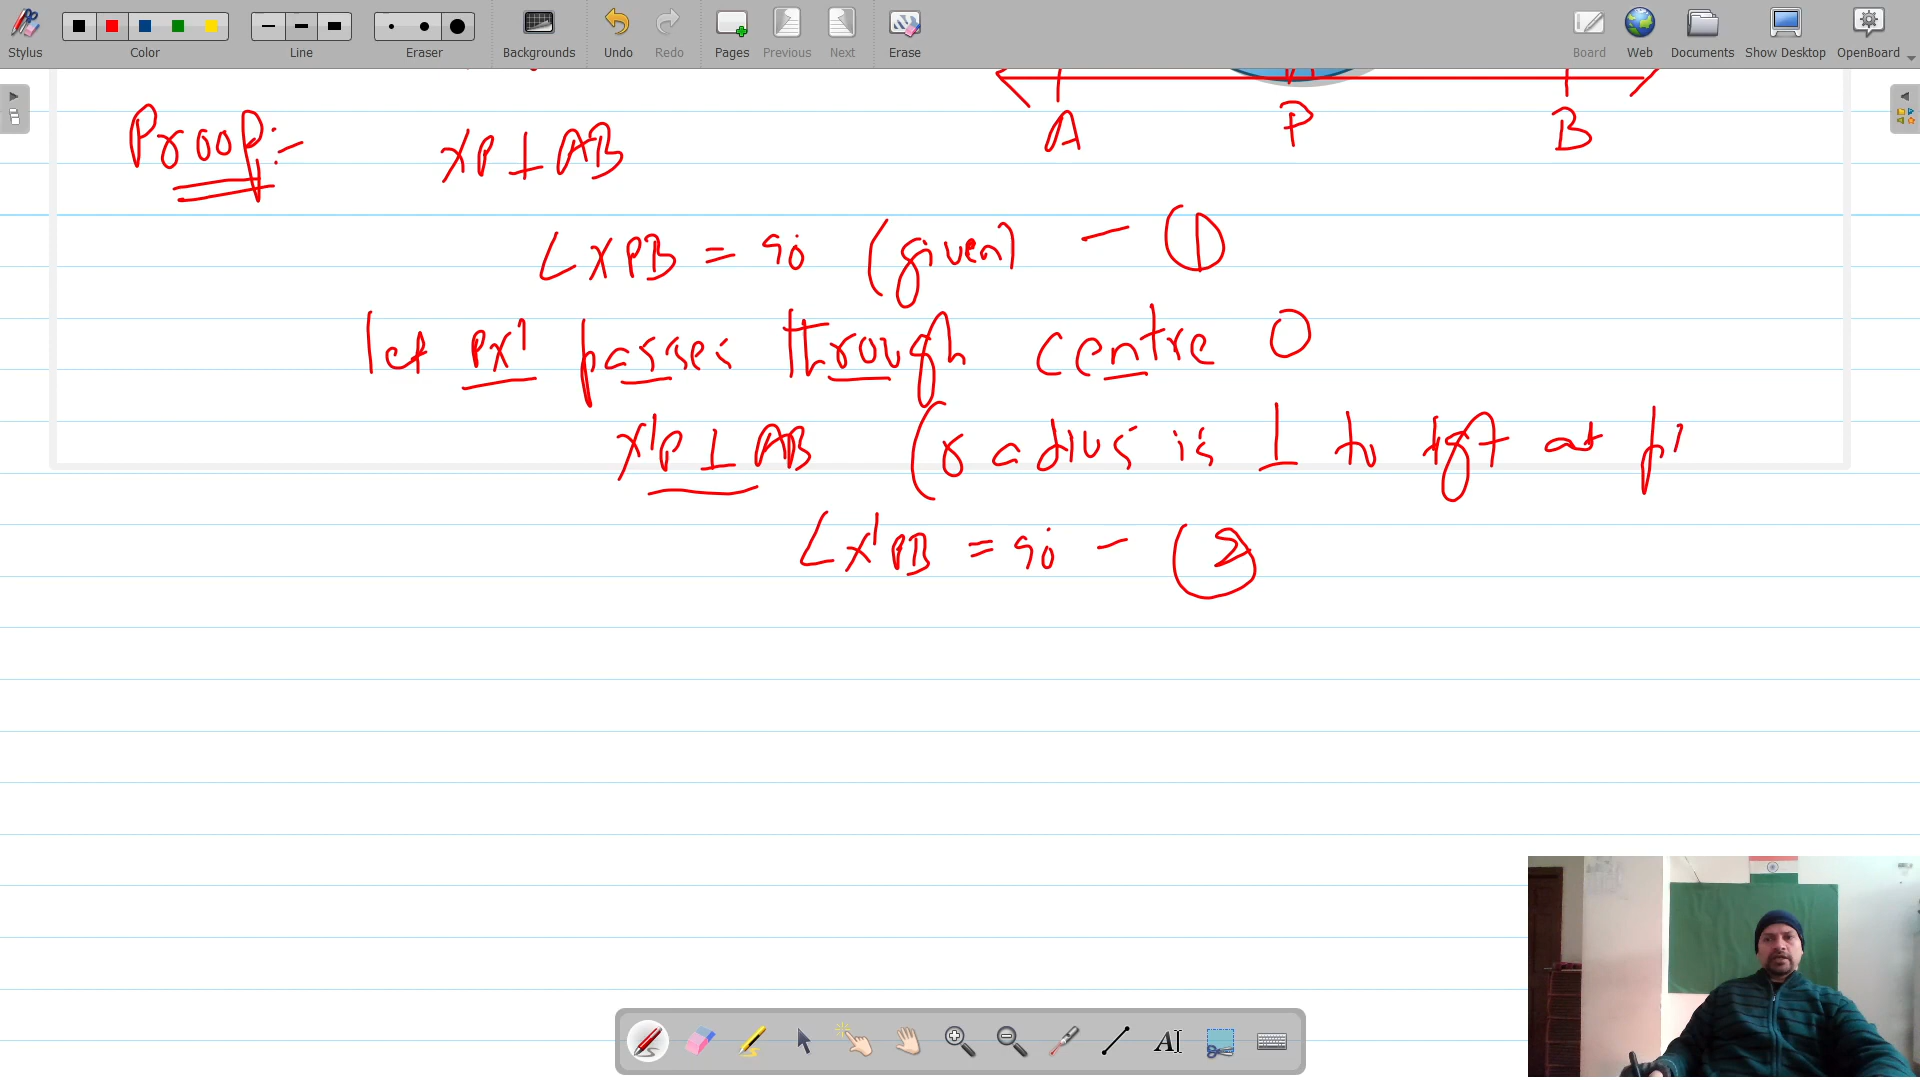 Stylus Color Line Eraser Backgrounds Undo Redo Pages Previous Next Erase Board Web Documents Show Desktop OpenBoard
A P B
Proof:- XP ⊥ AB
∠XPB = 90° (given) - ①
let PX' passes through centre O
X'P ⊥ AB (radius is ⊥ to tgt at
∠X'PB = 90° - ②